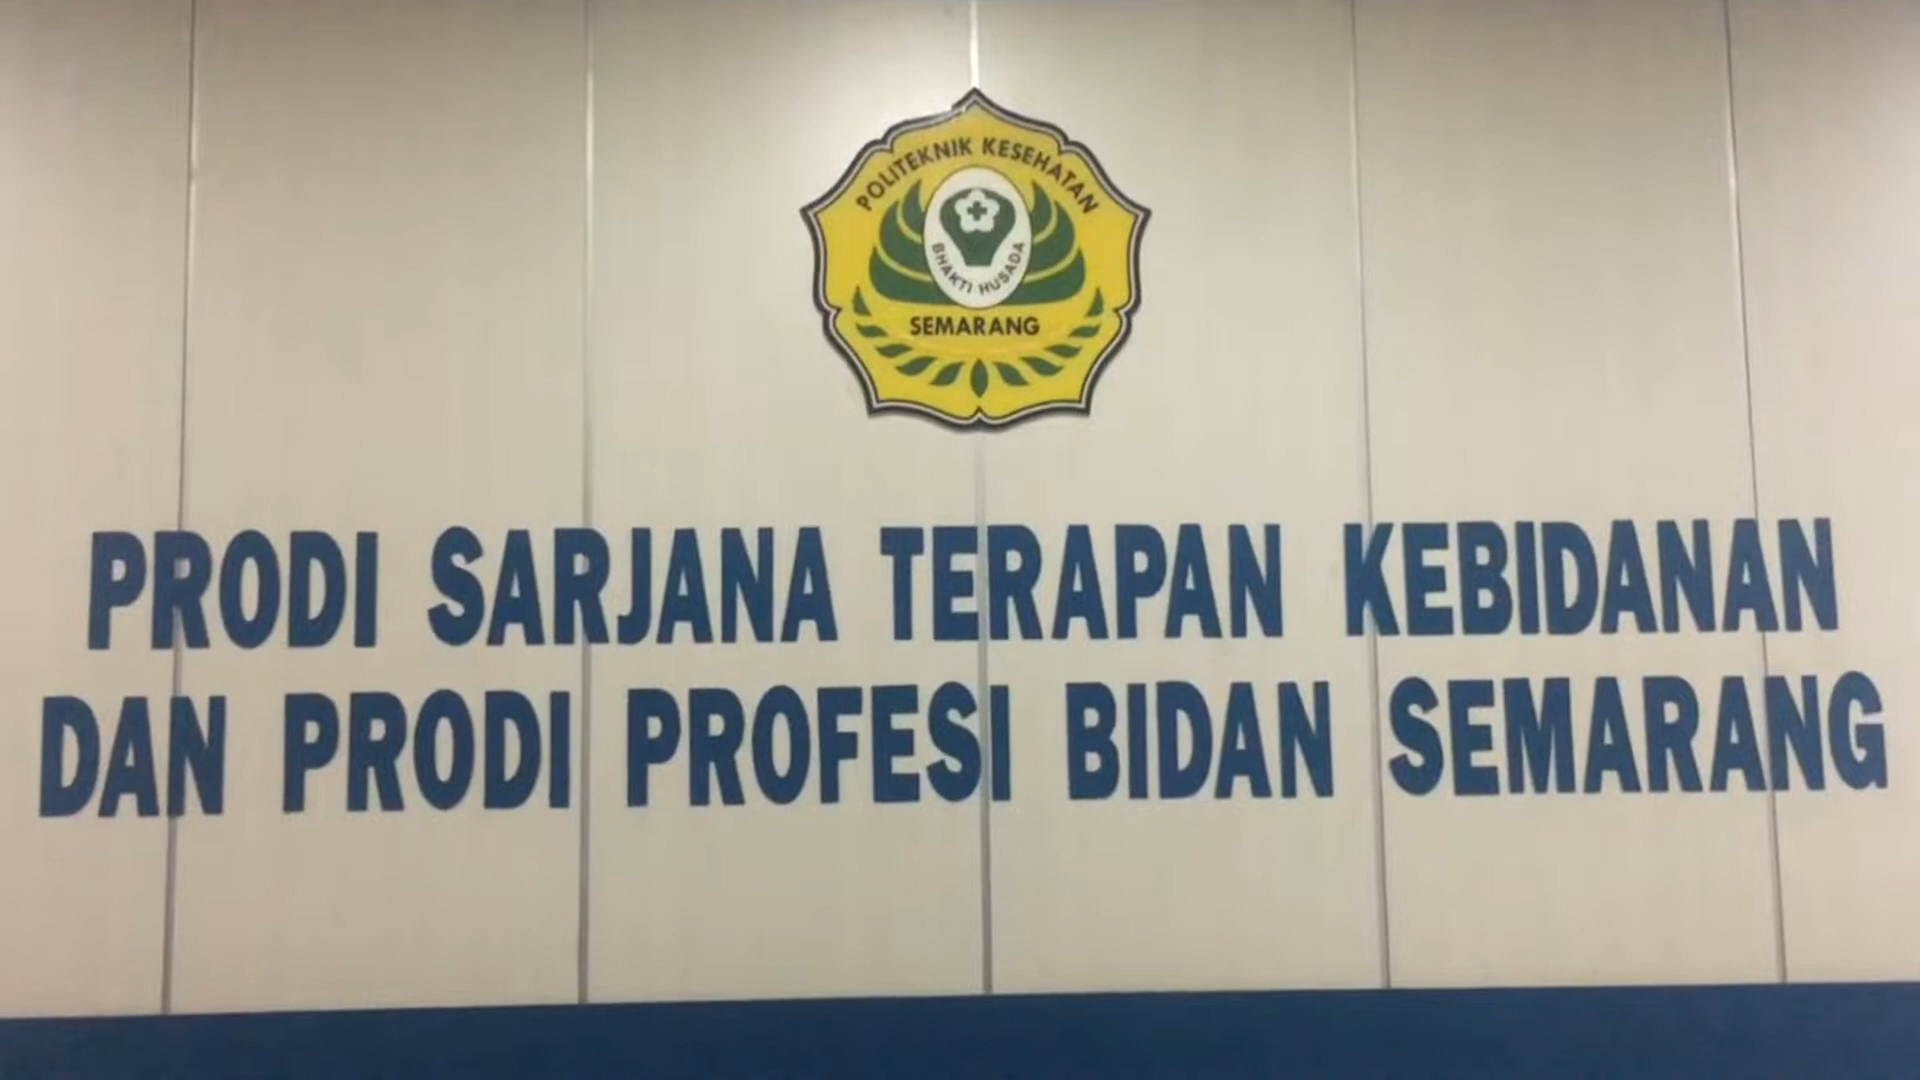 POLITEKNIK KESEHATAN
BHAKTI HUSADA
SEMARANG
PRODI SARJANA TERAPAN KEBIDANAN
DAN PRODI PROFESI BIDAN SEMARANG